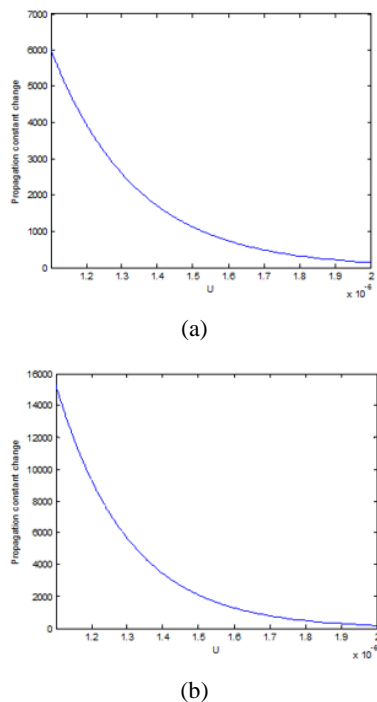 7000
6000
5000
4000
3000
2000
1000
0
Propagation constant change
1.2 1.3 1.4 1.5 1.6 1.7 1.8 1.9 2
U
x 10⁻⁶
(a)
16000
14000
12000
10000
8000
6000
4000
2000
0
Propagation constant change
1.2 1.3 1.4 1.5 1.6 1.7 1.8 1.9 2
U
x 10⁻⁶
(b)